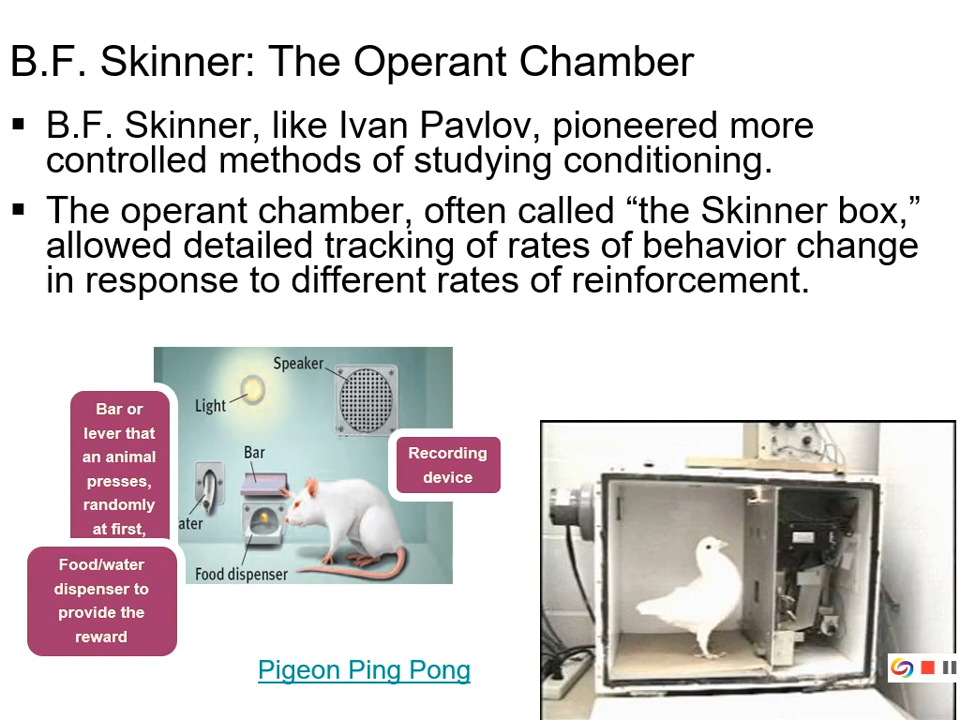 B.F. Skinner: The Operant Chamber
▪ B.F. Skinner, like Ivan Pavlov, pioneered more
controlled methods of studying conditioning.
▪ The operant chamber, often called “the Skinner box,”
allowed detailed tracking of rates of behavior change
in response to different rates of reinforcement.
Speaker
Light
Bar or
lever that
an animal
presses,
randomly
at first,
Bar
Recording
device
ater
Food dispenser
Food/water
dispenser to
provide the
reward
Pigeon Ping Pong